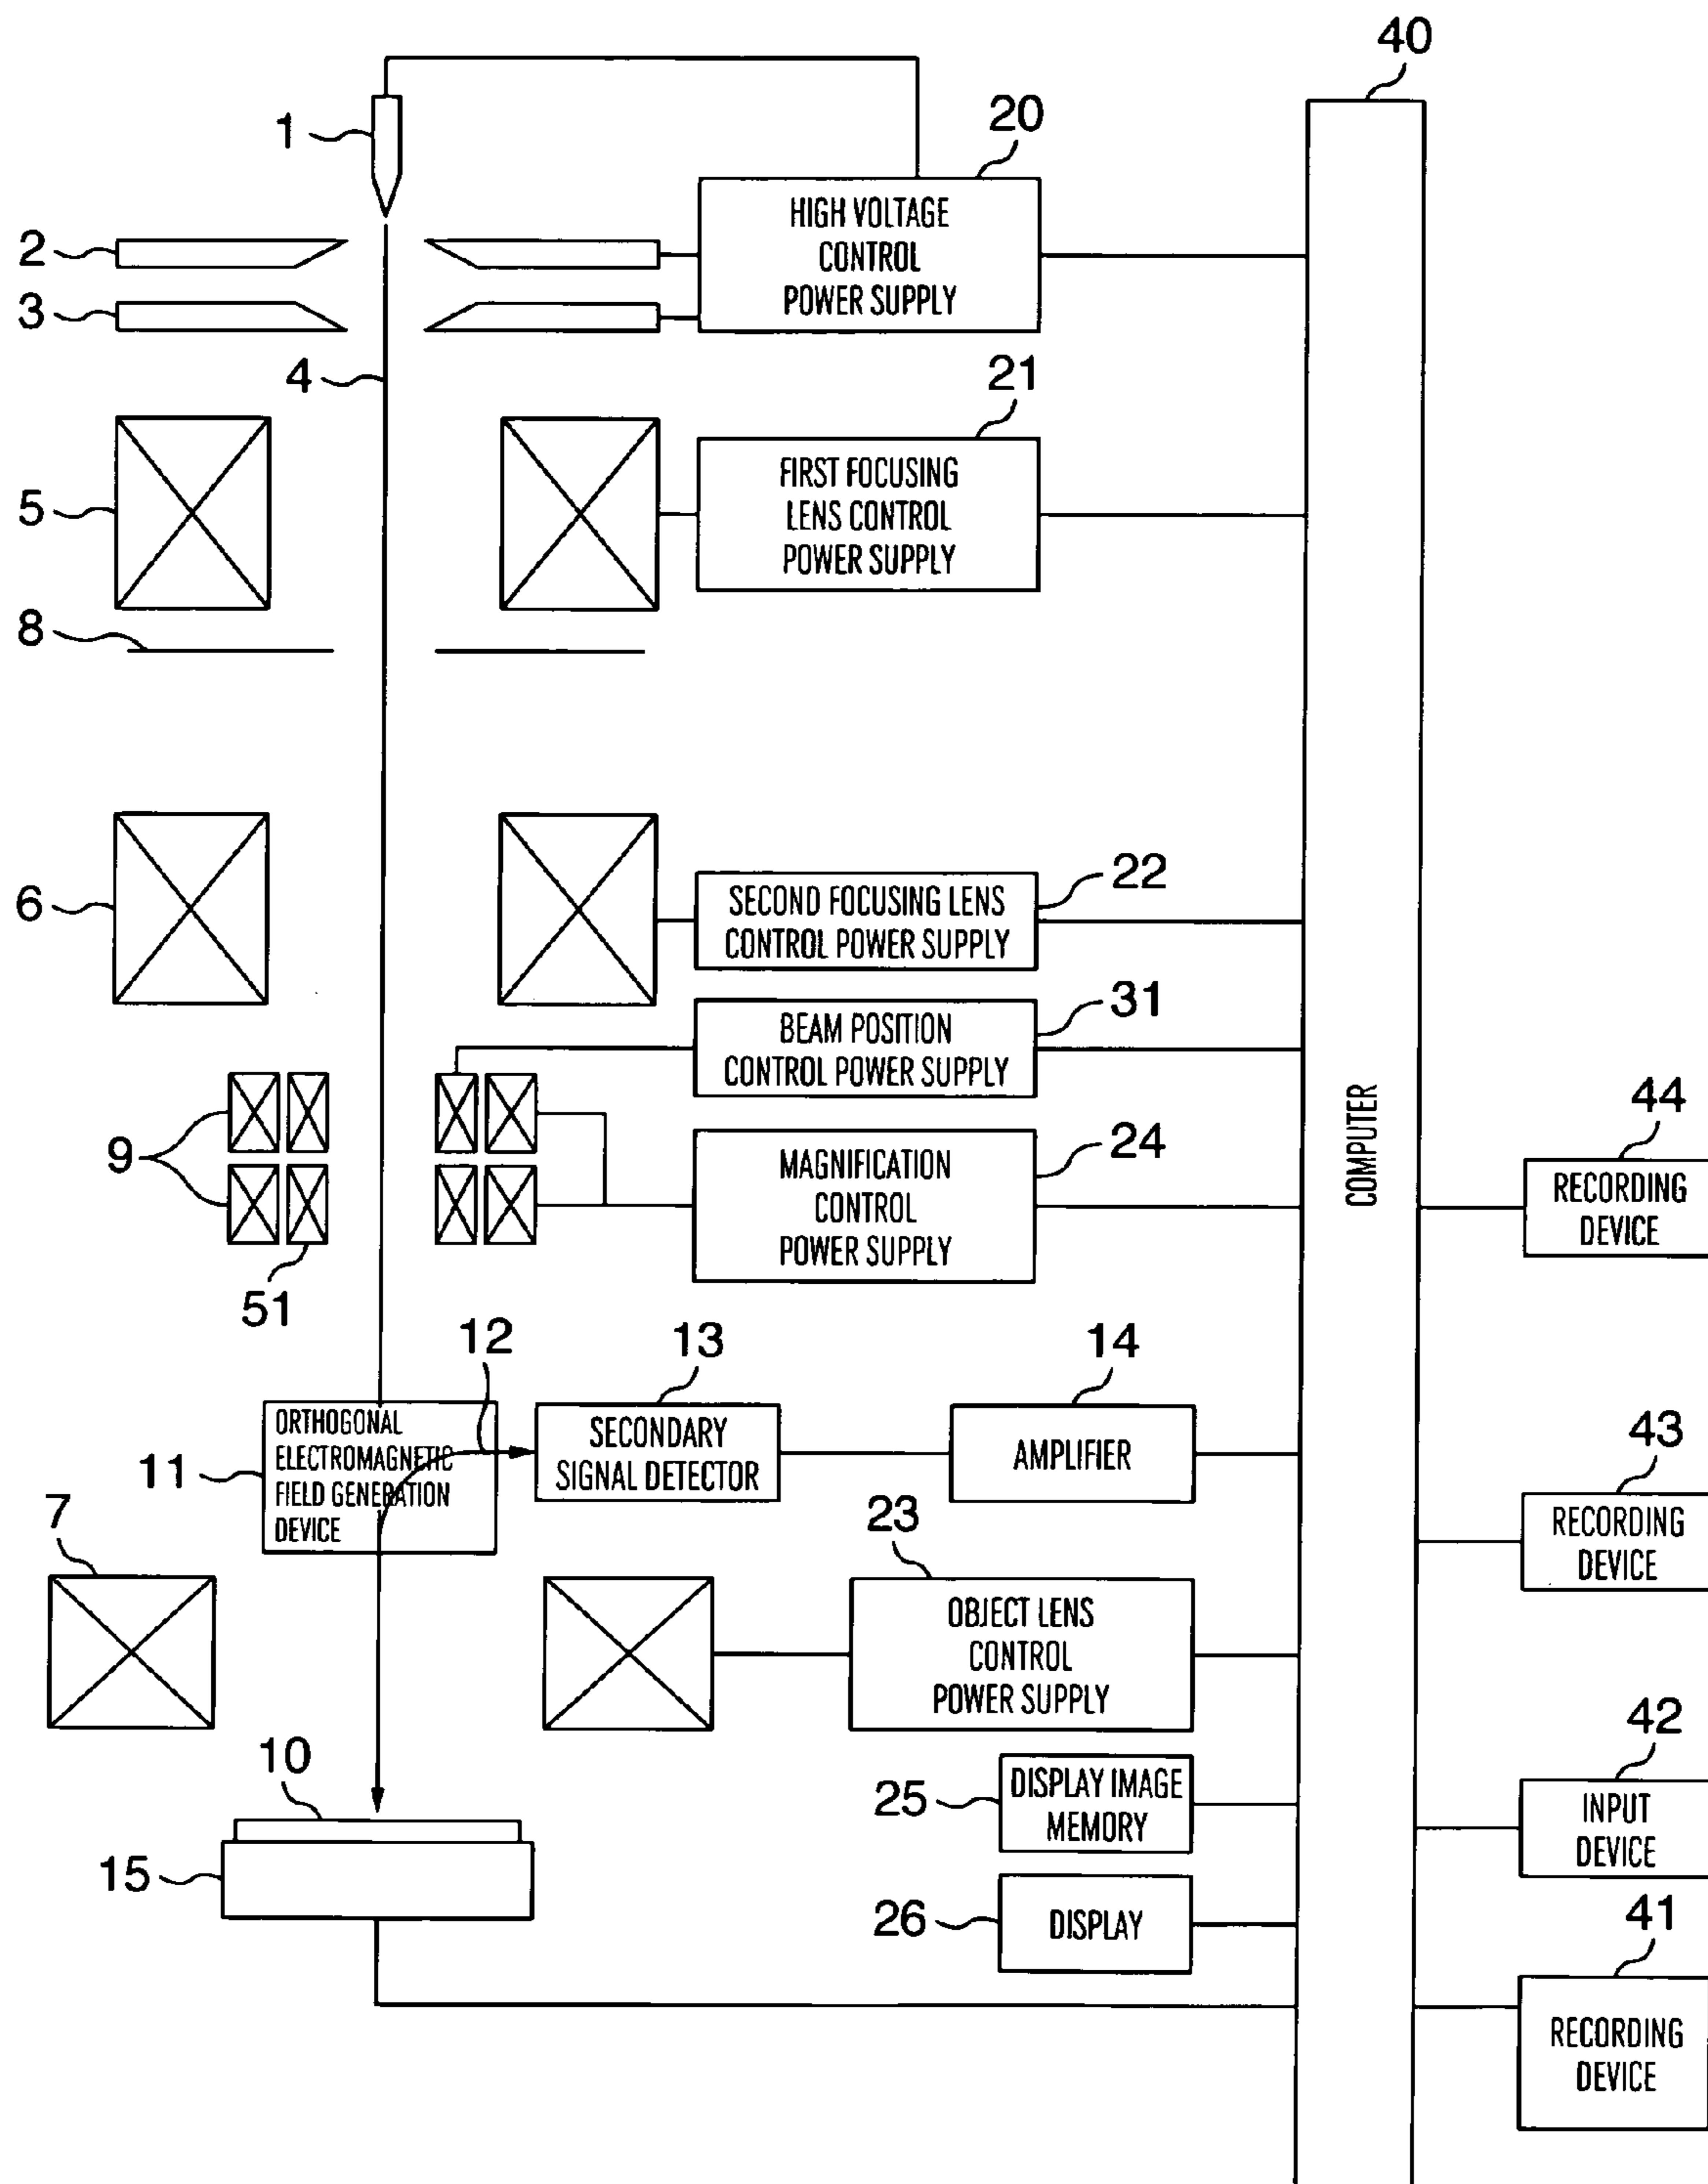 40
1
20
HIGH VOLTAGE
CONTROL
POWER SUPPLY
2
3
4
21
FIRST FOCUSING
LENS CONTROL
POWER SUPPLY
5
8
22
SECOND FOCUSING LENS
CONTROL POWER SUPPLY
6
31
BEAM POSITION
CONTROL POWER SUPPLY
9
24
MAGNIFICATION
CONTROL
POWER SUPPLY
51
COMPUTER
44
RECORDING
DEVICE
12
13
14
ORTHOGONAL
ELECTROMAGNETIC
FIELD GENERATION
DEVICE
11
SECONDARY
SIGNAL DETECTOR
AMPLIFIER
43
RECORDING
DEVICE
7
23
OBJECT LENS
CONTROL
POWER SUPPLY
10
15
25
DISPLAY IMAGE
MEMORY
42
INPUT
DEVICE
26
DISPLAY
41
RECORDING
DEVICE